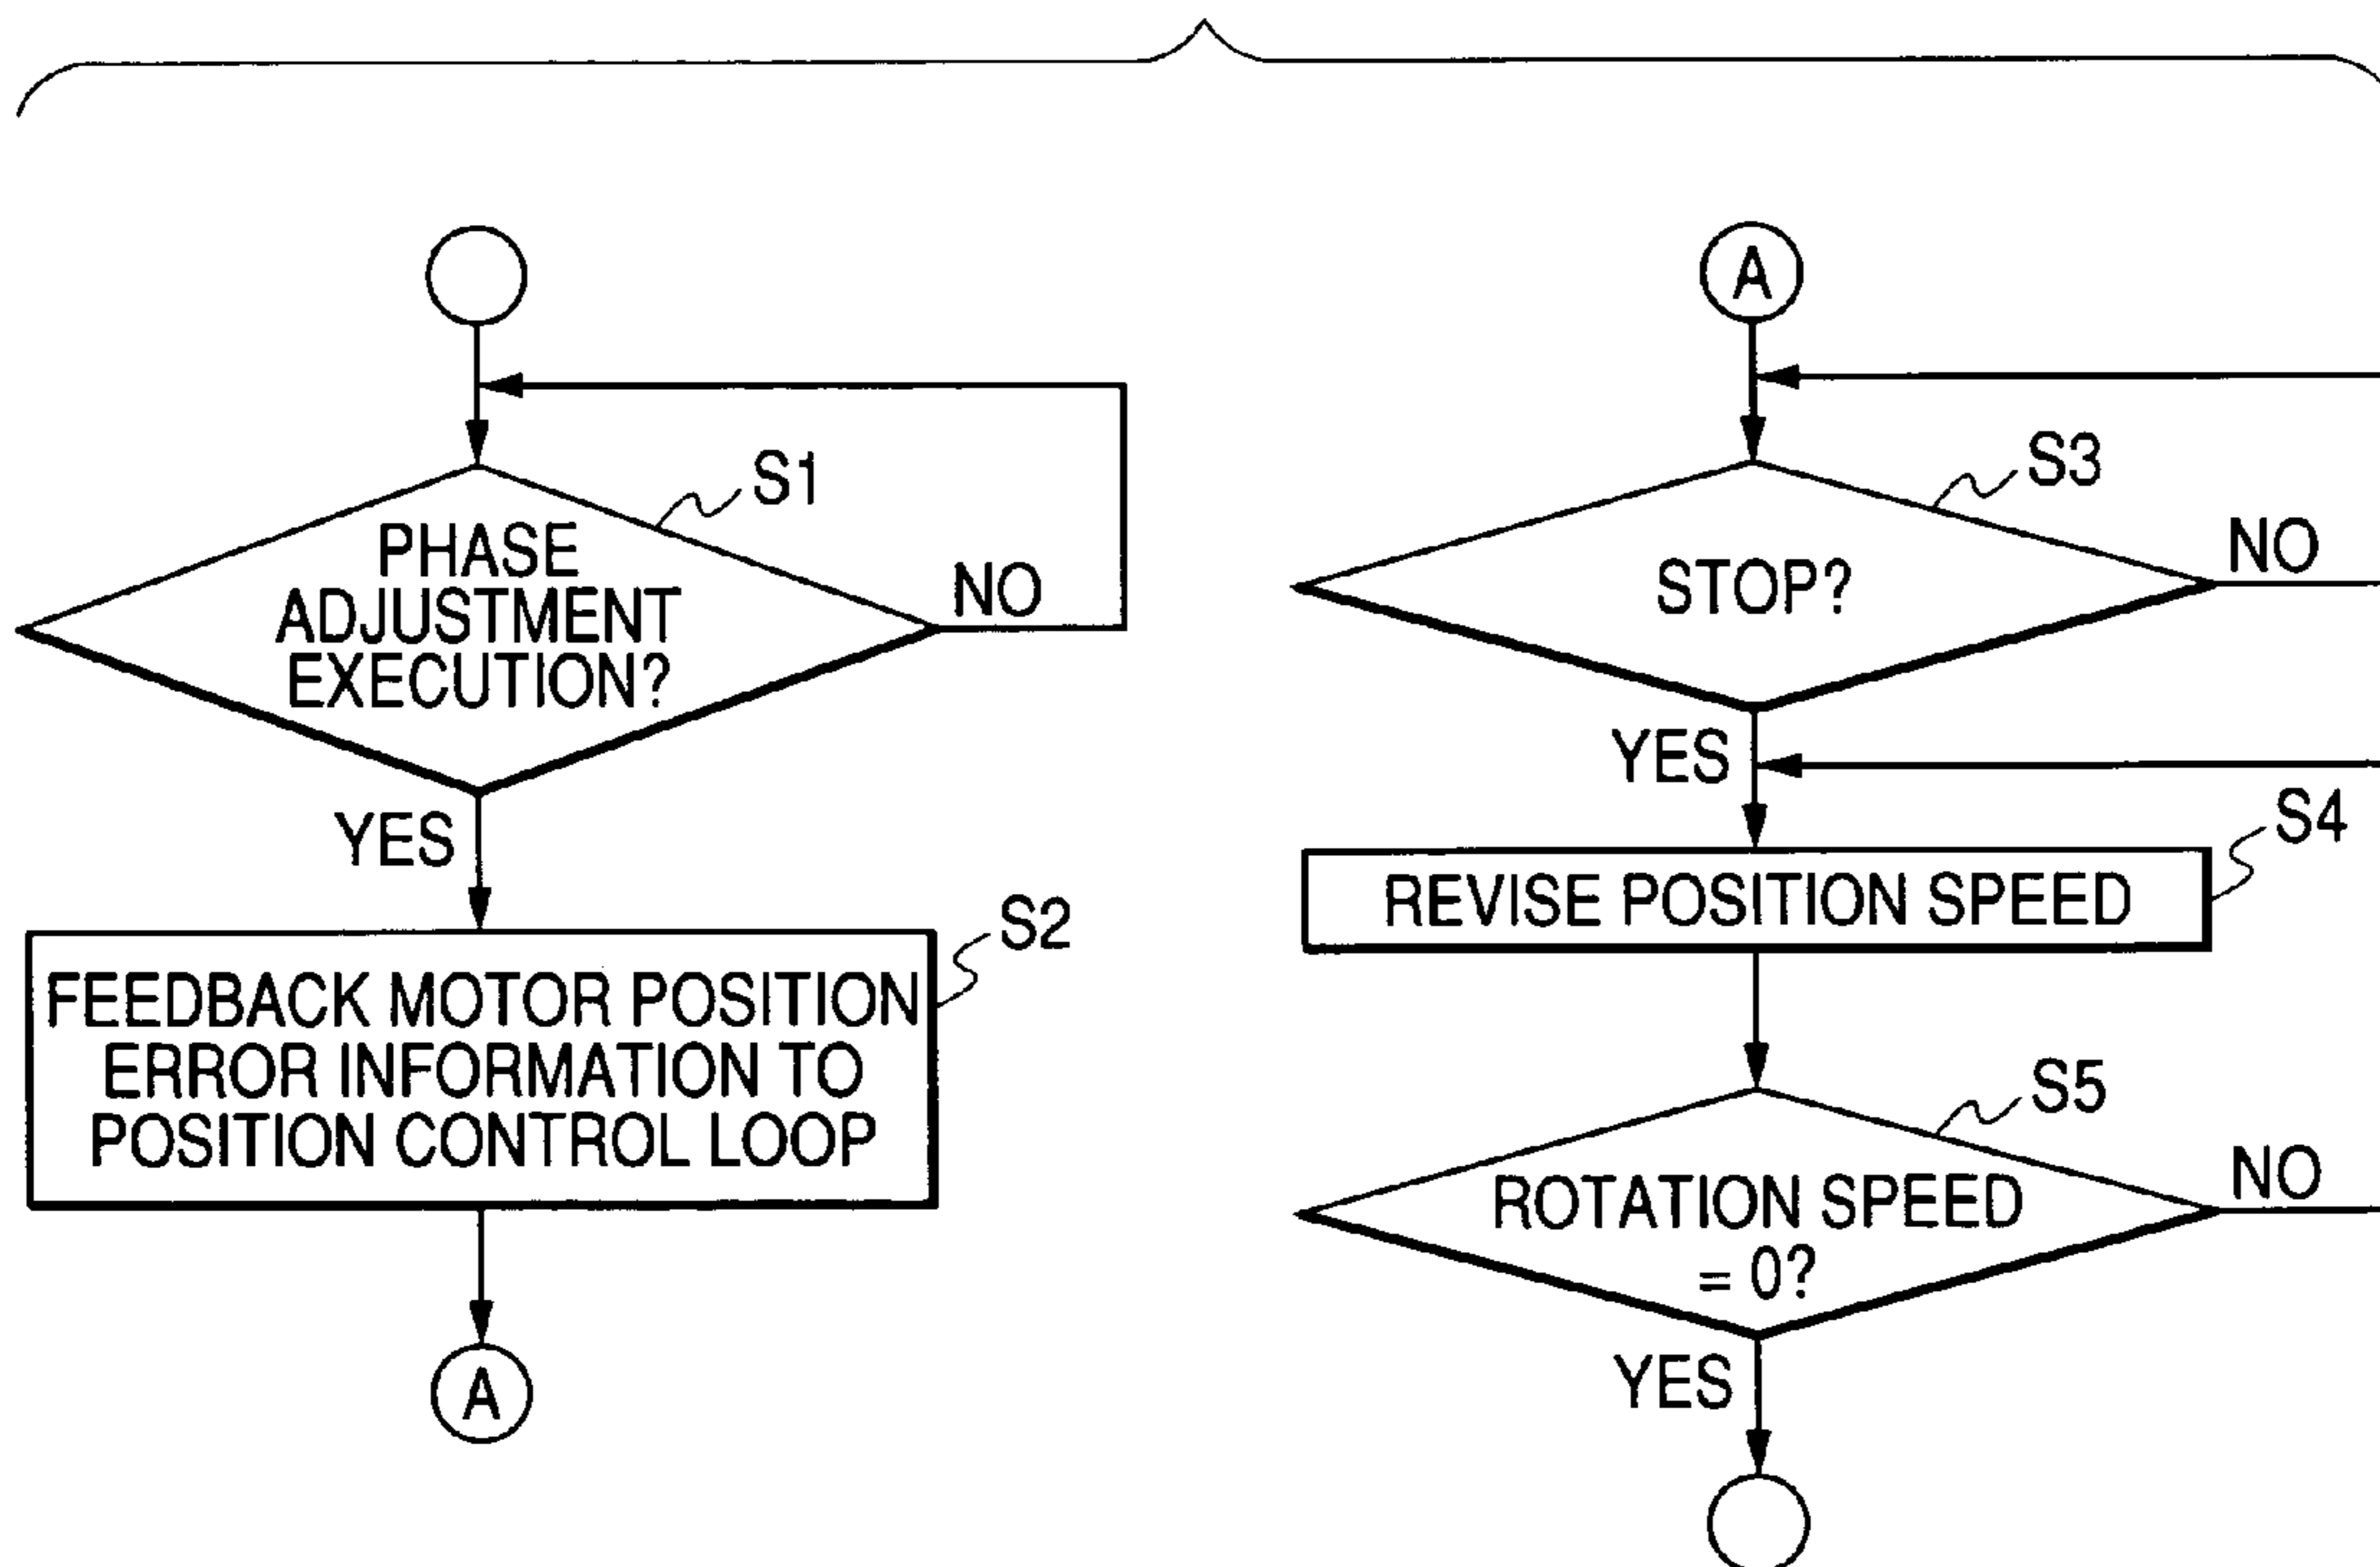 S1
PHASE
ADJUSTMENT
EXECUTION?
NO
YES
S2
FEEDBACK MOTOR POSITION
ERROR INFORMATION TO
POSITION CONTROL LOOP
A
A
S3
STOP?
NO
YES
S4
REVISE POSITION SPEED
S5
ROTATION SPEED
= 0?
NO
YES